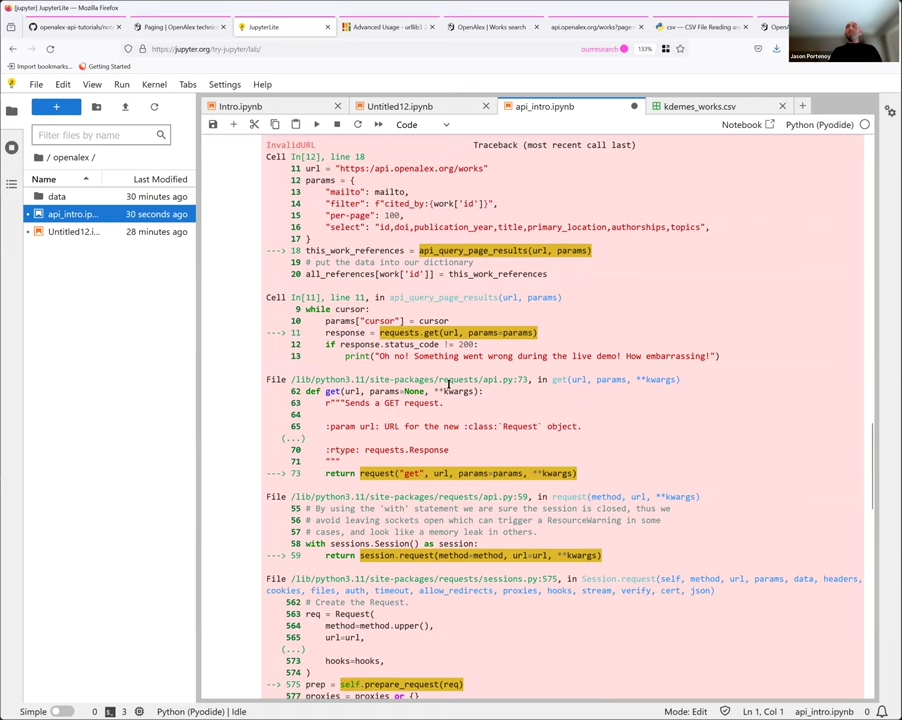 [jupyter] JupyterLite — Mozilla Firefox
openalex-api-tutorials/not
Paging | OpenAlex technic
JupyterLite
Advanced Usage - urllib3
OpenAlex | Works search
api.openalex.org/works?page
csv — CSV File Reading an
Op
Jason Portenoy
https://jupyter.org/try-jupyter/lab/
ourresearch
133%
Import bookmarks...
Getting Started
File Edit View Run Kernel Tabs Settings Help
Intro.ipynb
Untitled12.ipynb
api_intro.ipynb
kdemes_works.csv
Code
Notebook
Python (Pyodide)
Filter files by name
/ openalex /
Name
Last Modified
data 30 minutes ago
api_intro.ip... 30 seconds ago
Untitled12.i... 28 minutes ago
InvalidURL Traceback (most recent call last)
Cell In[12], line 18
11 url = "https:/api.openalex.org/works"
12 params = {
13 "mailto": mailto,
14 "filter": f"cited_by:{work['id']}",
15 "per-page": 100,
16 "select": "id,doi,publication_year,title,primary_location,authorships,topics",
17 }
---> 18 this_work_references = api_query_page_results(url, params)
19 # put the data into our dictionary
20 all_references[work['id']] = this_work_references
Cell In[11], line 11, in api_query_page_results(url, params)
9 while cursor:
10 params["cursor"] = cursor
---> 11 response = requests.get(url, params=params)
12 if response.status_code != 200:
13 print("Oh no! Something went wrong during the live demo! How embarrassing!")
File /lib/python3.11/site-packages/requests/api.py:73, in get(url, params, **kwargs)
62 def get(url, params=None, **kwargs):
63 r"""Sends a GET request.
64
65 :param url: URL for the new :class:`Request` object.
(...)
70 :rtype: requests.Response
71 """
---> 73 return request("get", url, params=params, **kwargs)
File /lib/python3.11/site-packages/requests/api.py:59, in request(method, url, **kwargs)
55 # By using the 'with' statement we are sure the session is closed, thus we
56 # avoid leaving sockets open which can trigger a ResourceWarning in some
57 # cases, and look like a memory leak in others.
58 with sessions.Session() as session:
---> 59 return session.request(method=method, url=url, **kwargs)
File /lib/python3.11/site-packages/requests/sessions.py:575, in Session.request(self, method, url, params, data, headers,
cookies, files, auth, timeout, allow_redirects, proxies, hooks, stream, verify, cert, json)
562 # Create the Request.
563 req = Request(
564 method=method.upper(),
565 url=url,
(...)
573 hooks=hooks,
574 )
--> 575 prep = self.prepare_request(req)
577 proxies = proxies or {}
Simple
0
3
Python (Pyodide) | Idle
Mode: Edit
Ln 1, Col 1
api_intro.ipynb
0